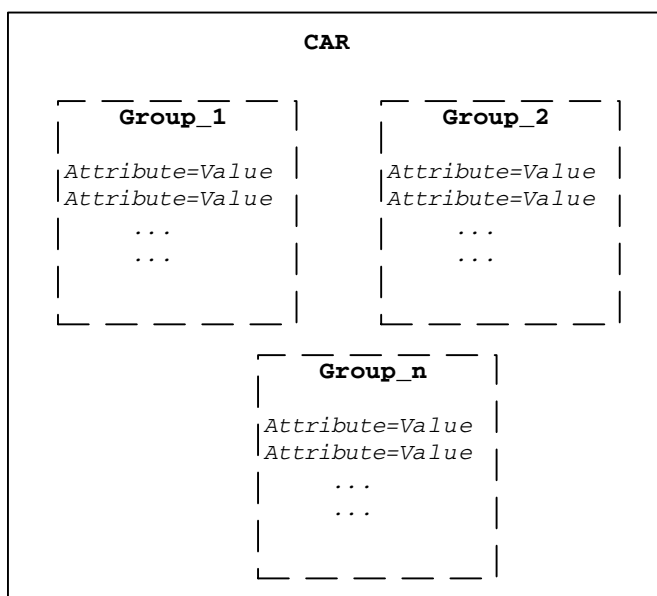 CAR
Group_1
Attribute=Value
Attribute=Value
...
...
Group_2
Attribute=Value
Attribute=Value
...
...
Group_n
Attribute=Value
Attribute=Value
...
...